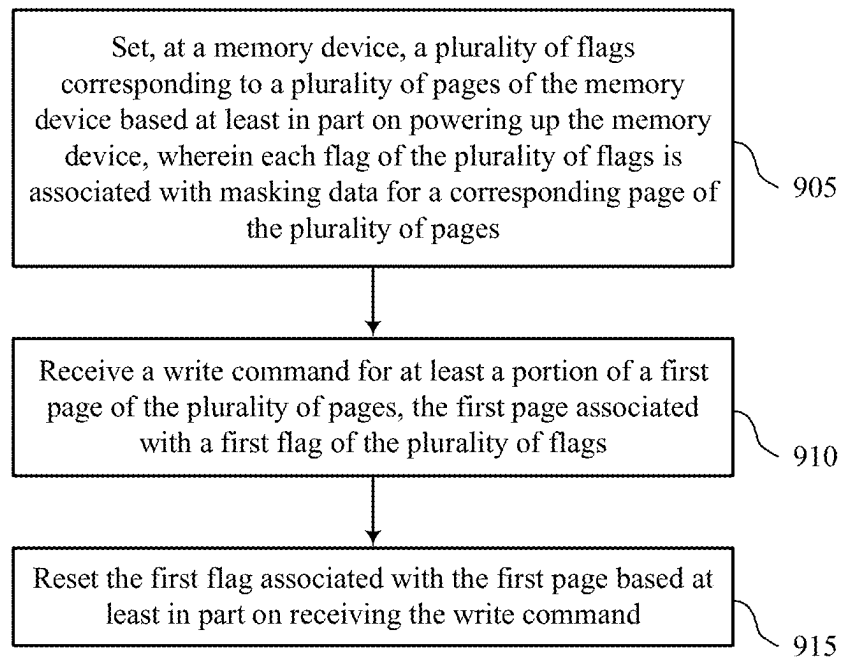 Set, at a memory device, a plurality of flags
corresponding to a plurality of pages of the memory
device based at least in part on powering up the memory
device, wherein each flag of the plurality of flags is
associated with masking data for a corresponding page of
the plurality of pages
905
Receive a write command for at least a portion of a first
page of the plurality of pages, the first page associated
with a first flag of the plurality of flags
910
Reset the first flag associated with the first page based at
least in part on receiving the write command
915